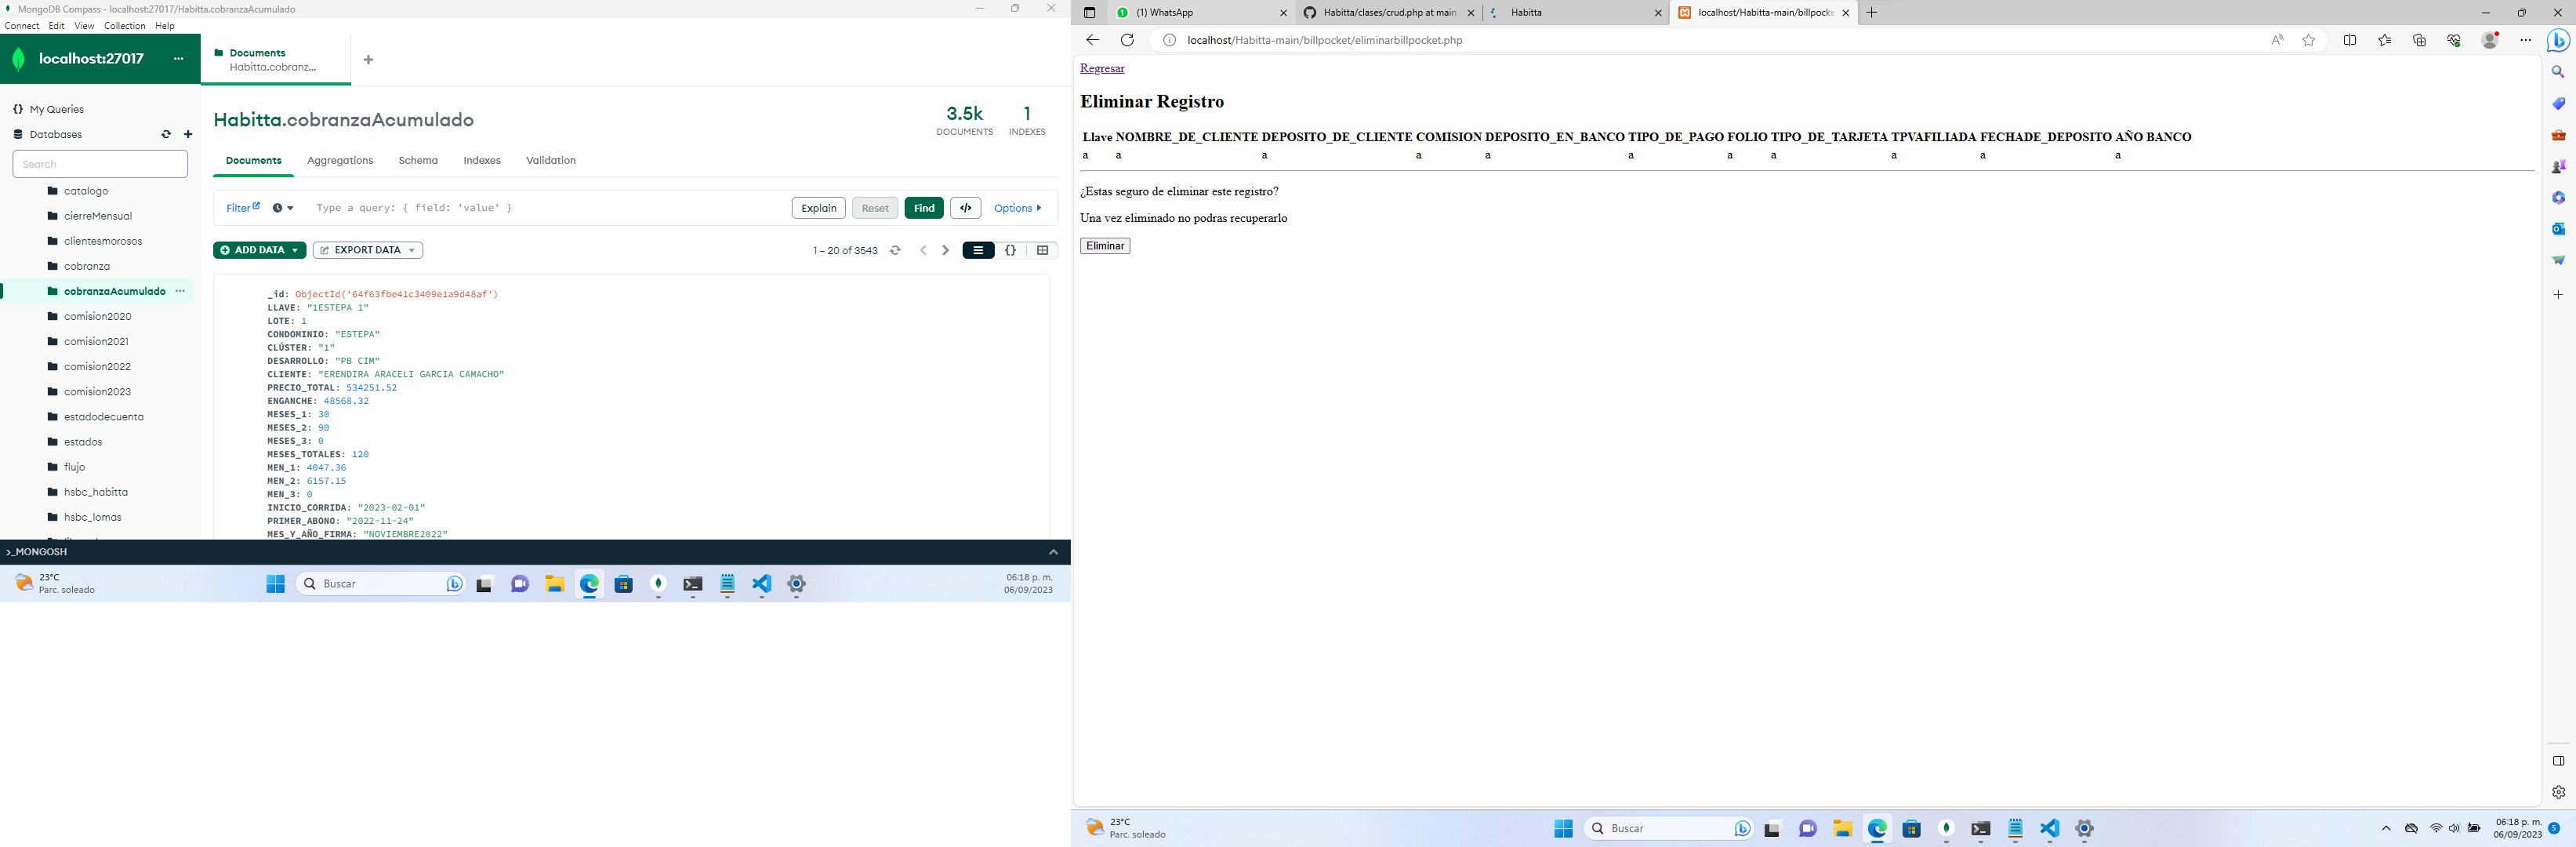 MongoDB Compass - localhost:27017/Habitta.cobranzaAcumulado
Connect Edit View Collection Help
localhost:27017
Documents
Habitta.cobranz...
My Queries
Databases
Search
catalogo
cierreMensual
clientesmorosos
cobranza
cobranzaAcumulado
comision2020
comision2021
comision2022
comision2023
estadodecuenta
estados
flujo
hsbc_habitta
hsbc_lomas
Habitta.cobranzaAcumulado
3.5k
DOCUMENTS
1
INDEXES
Documents Aggregations Schema Indexes Validation
Filter Type a query: { field: 'value' } Explain Reset Find </> Options
ADD DATA EXPORT DATA 1 – 20 of 3543
_id: ObjectId('64f63fbe41c3409e1a9d48af')
LLAVE: "1ESTEPA 1"
LOTE: 1
CONDOMINIO: "ESTEPA"
CLÚSTER: "1"
DESARROLLO: "PB CIM"
CLIENTE: "ERENDIRA ARACELI GARCIA CAMACHO"
PRECIO_TOTAL: 534251.52
ENGANCHE: 48568.32
MESES_1: 30
MESES_2: 90
MESES_3: 0
MESES_TOTALES: 120
MEN_1: 4047.36
MEN_2: 6157.15
MEN_3: 0
INICIO_CORRIDA: "2023-02-01"
PRIMER_ABONO: "2022-11-24"
MES_Y_AÑO_FIRMA: "NOVIEMBRE2022"
>_MONGOSH
23°C
Parc. soleado
Buscar
06:18 p. m.
06/09/2023
(1) WhatsApp
Habitta/clases/crud.php at main
Habitta
localhost/Habitta-main/billpocke
localhost/Habitta-main/billpocket/eliminarbillpocket.php
Regresar
Eliminar Registro
Llave NOMBRE_DE_CLIENTE DEPOSITO_DE_CLIENTE COMISION DEPOSITO_EN_BANCO TIPO_DE_PAGO FOLIO TIPO_DE_TARJETA TPVAFILIADA FECHADE_DEPOSITO AÑO BANCO
a a a a a a a a a a a
¿Estas seguro de eliminar este registro?
Una vez eliminado no podras recuperarlo
Eliminar
23°C
Parc. soleado
Buscar
06:18 p. m.
06/09/2023
5